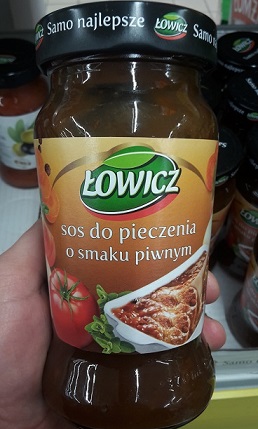 Samo najlepsze ŁOWICZ Samo
ŁOWICZ
sos do pieczenia
o smaku piwnym